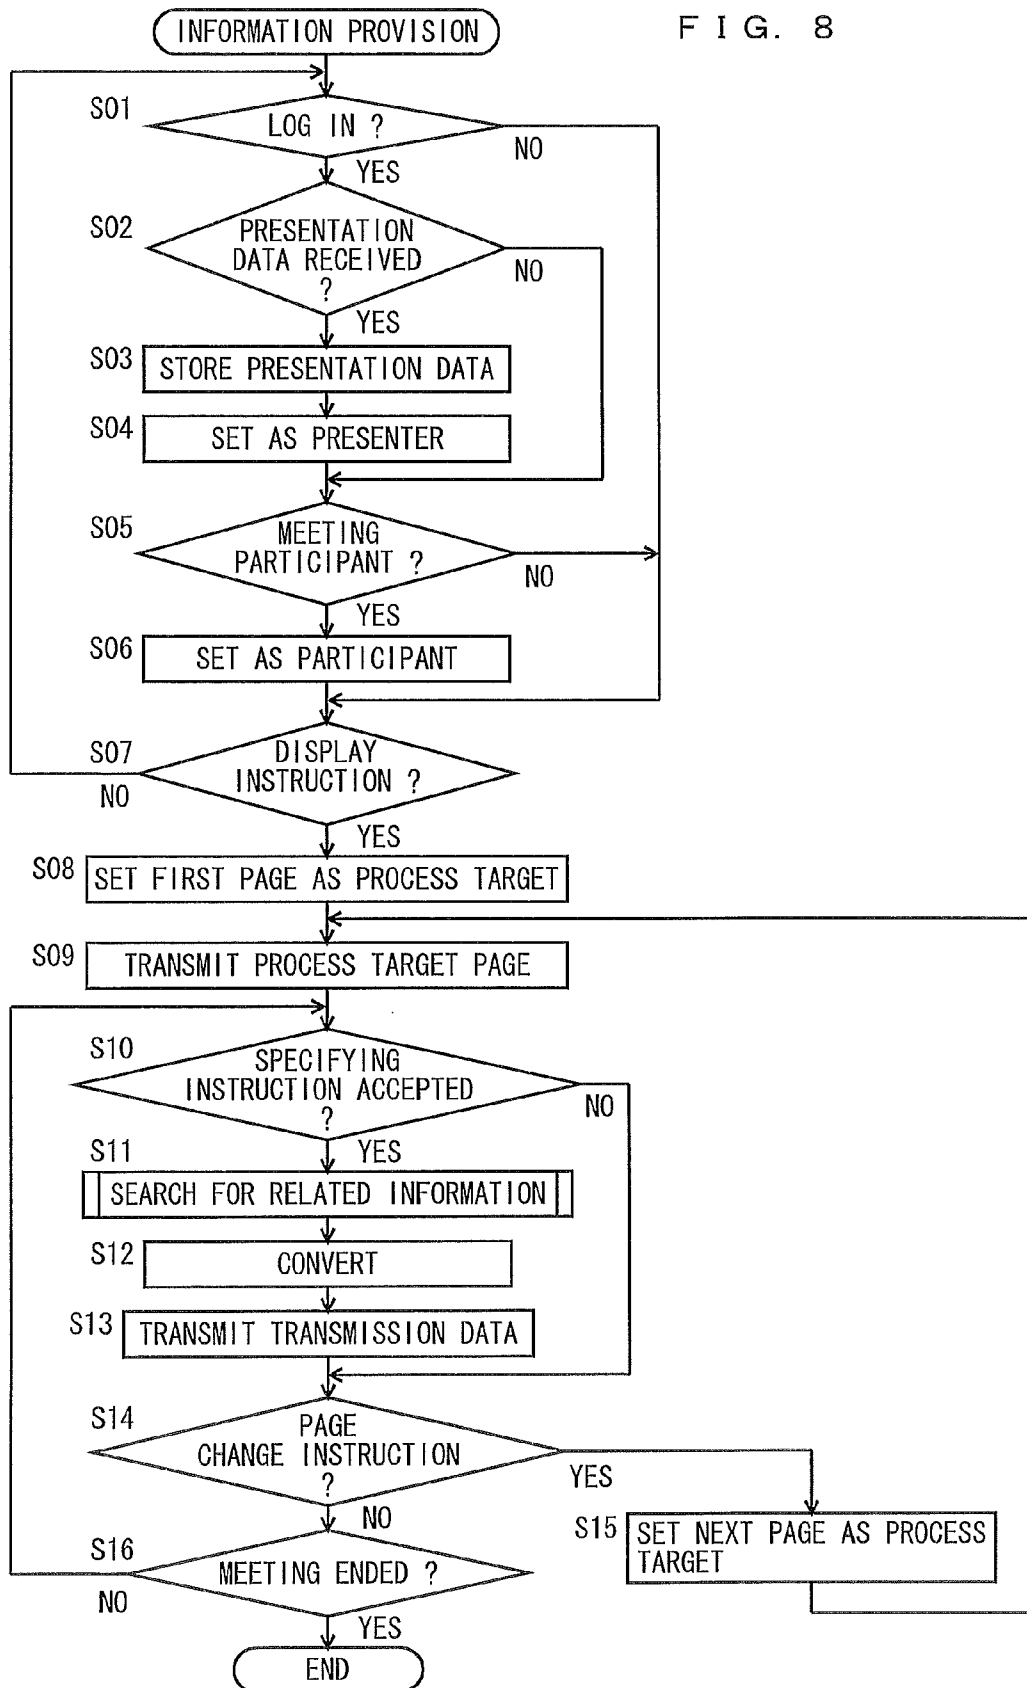 INFORMATION PROVISION
F I G. 8
S01
LOG IN ?
NO
YES
S02
PRESENTATION
DATA RECEIVED
?
NO
YES
S03
STORE PRESENTATION DATA
S04
SET AS PRESENTER
S05
MEETING
PARTICIPANT ?
NO
YES
S06
SET AS PARTICIPANT
S07
DISPLAY
INSTRUCTION ?
NO
YES
S08
SET FIRST PAGE AS PROCESS TARGET
S09
TRANSMIT PROCESS TARGET PAGE
S10
SPECIFYING
INSTRUCTION ACCEPTED
?
NO
YES
S11
SEARCH FOR RELATED INFORMATION
S12
CONVERT
S13
TRANSMIT TRANSMISSION DATA
S14
PAGE
CHANGE INSTRUCTION
?
YES
NO
S15
SET NEXT PAGE AS PROCESS
TARGET
S16
MEETING ENDED ?
NO
YES
END